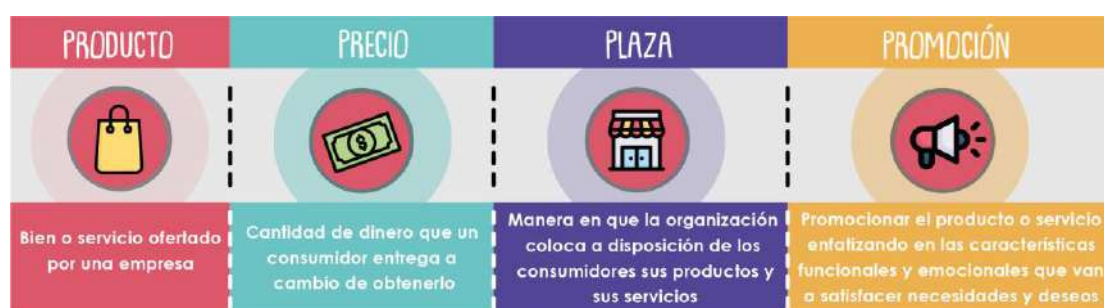 PRODUCTO
PRECIO
PLAZA
PROMOCIÓN
$
Bien o servicio ofertado
por una empresa
Cantidad de dinero que un
consumidor entrega a
cambio de obtenerlo
Manera en que la organización
coloca a disposición de los
consumidores sus productos y
sus servicios
Promocionar el producto o servicio
enfatizando en las características
funcionales y emocionales que van
a satisfacer necesidades y deseos